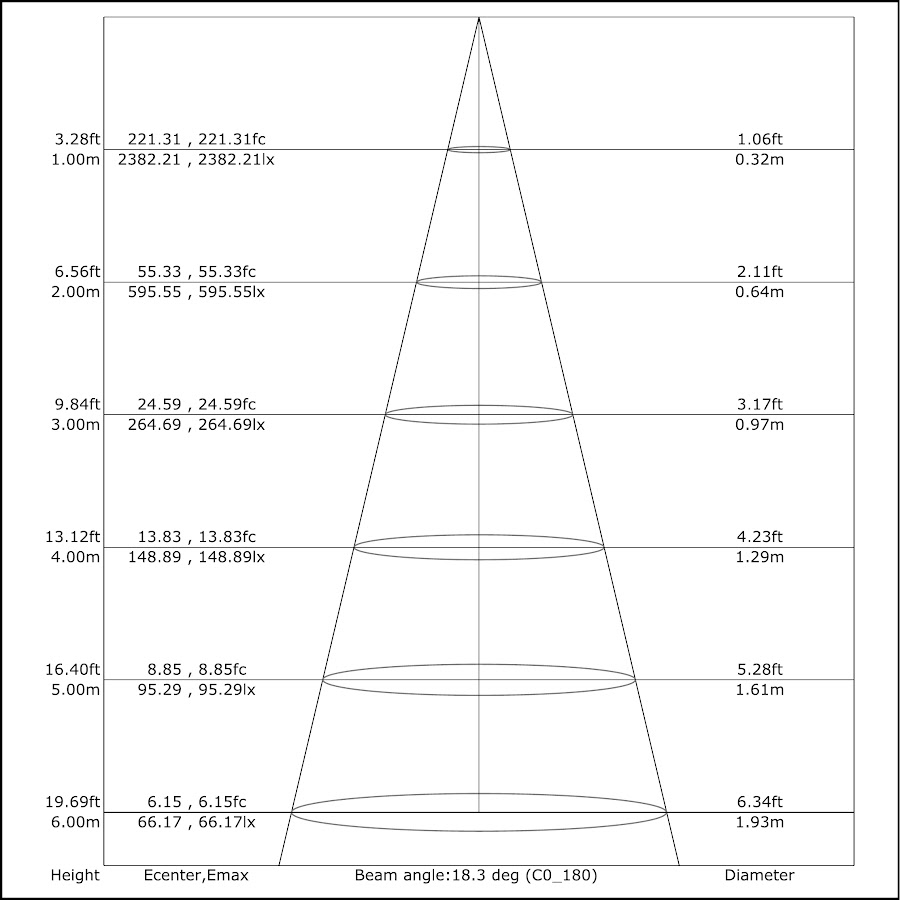 3.28ft 221.31 , 221.31fc 1.06ft
1.00m 2382.21 , 2382.21lx 0.32m
6.56ft 55.33 , 55.33fc 2.11ft
2.00m 595.55 , 595.55lx 0.64m
9.84ft 24.59 , 24.59fc 3.17ft
3.00m 264.69 , 264.69lx 0.97m
13.12ft 13.83 , 13.83fc 4.23ft
4.00m 148.89 , 148.89lx 1.29m
16.40ft 8.85 , 8.85fc 5.28ft
5.00m 95.29 , 95.29lx 1.61m
19.69ft 6.15 , 6.15fc 6.34ft
6.00m 66.17 , 66.17lx 1.93m
Height Ecenter,Emax Beam angle:18.3 deg (C0_180) Diameter